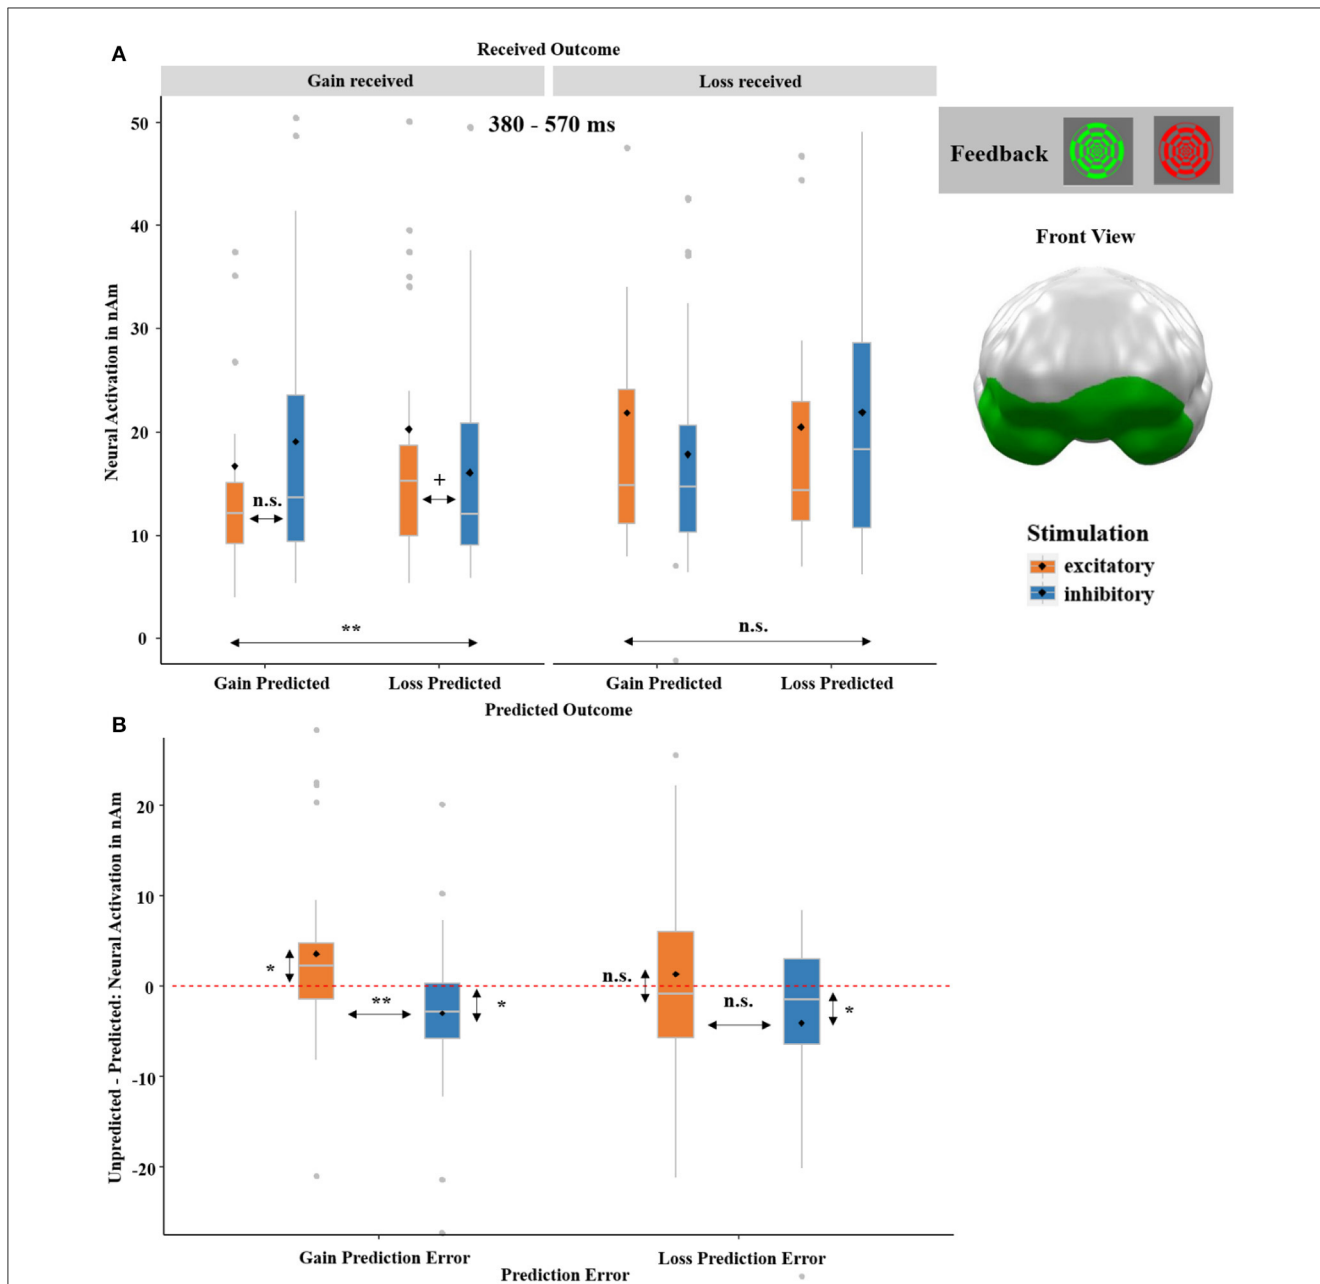 A
Received Outcome
Gain received
Loss received
380 - 570 ms
50
40
30
20
10
0
Neural Activation in nAm
n.s.
+
**
n.s.
Gain Predicted
Loss Predicted
Gain Predicted
Loss Predicted
Predicted Outcome
Feedback
Front View
Stimulation
excitatory
inhibitory
B
20
10
0
-10
-20
Unpredicted - Predicted: Neural Activation in nAm
*
**
*
n.s.
n.s.
*
Gain Prediction Error
Loss Prediction Error
Prediction Error